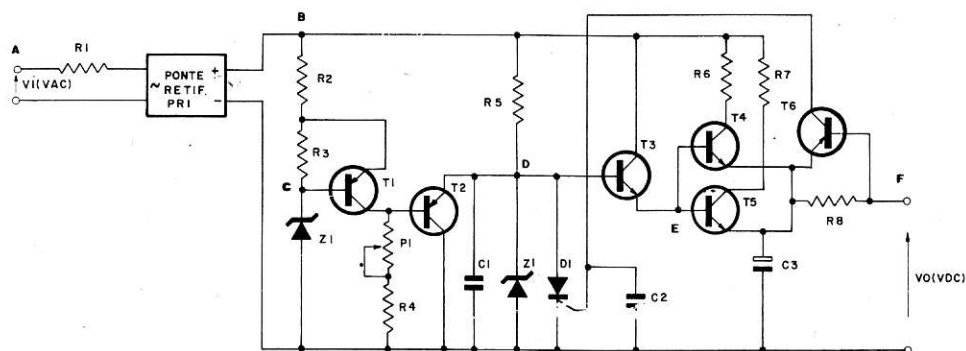 A
R1
VI(VAC)
PONTE
~ RETIF.
PR1
+
−
B
R2
R3
C
Z1
T1
T2
P1
R4
R5
D
C1
Z1
D1
C2
T3
E
R6
T4
T5
R7
T6
R8
C3
F
VO(VDC)